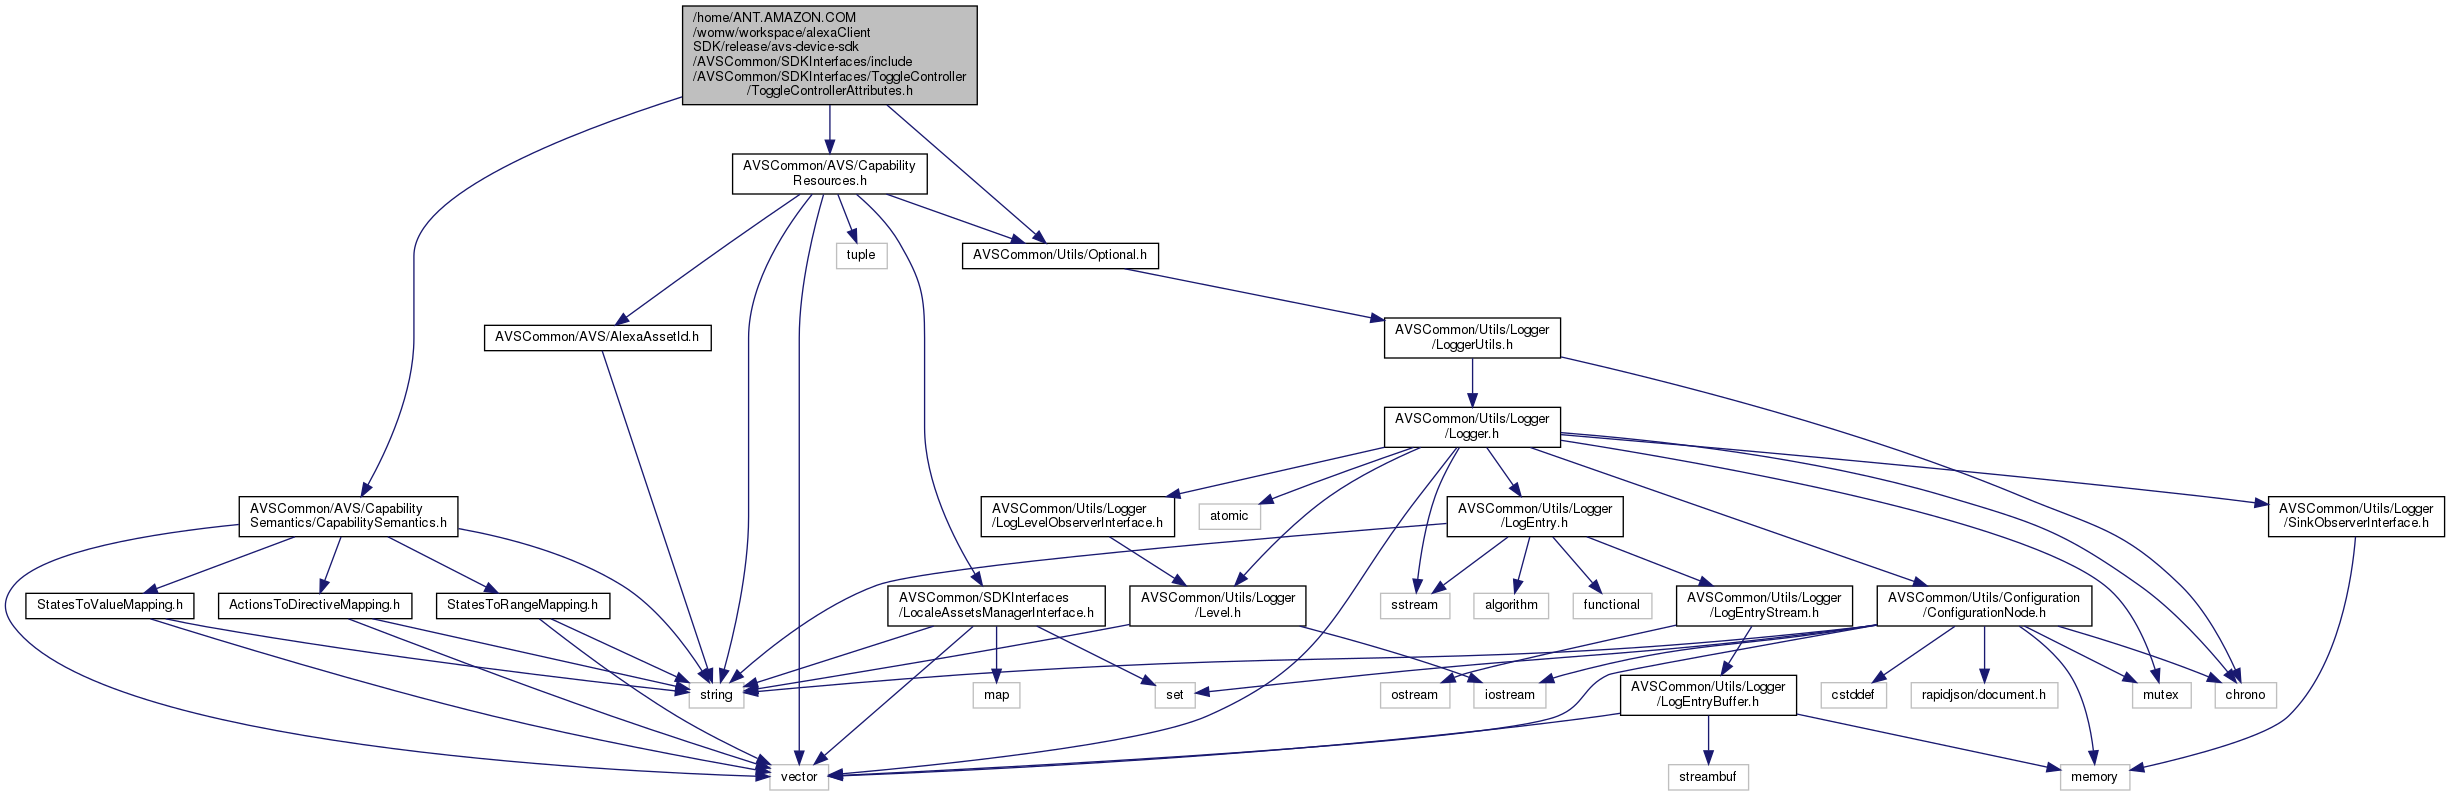 /home/ANT.AMAZON.COM
/womw/workspace/alexaClient
SDK/release/avs-device-sdk
/AVSCommon/SDKInterfaces/include
/AVSCommon/SDKInterfaces/ToggleController
/ToggleControllerAttributes.h
AVSCommon/AVS/Capability
Resources.h
tuple
AVSCommon/Utils/Optional.h
AVSCommon/AVS/AlexaAssetId.h
AVSCommon/Utils/Logger
/LoggerUtils.h
AVSCommon/Utils/Logger
/Logger.h
AVSCommon/AVS/Capability
Semantics/CapabilitySemantics.h
AVSCommon/Utils/Logger
/LogLevelObserverInterface.h
atomic
AVSCommon/Utils/Logger
/LogEntry.h
AVSCommon/Utils/Logger
/SinkObserverInterface.h
StatesToValueMapping.h
ActionsToDirectiveMapping.h
StatesToRangeMapping.h
AVSCommon/SDKInterfaces
/LocaleAssetsManagerInterface.h
AVSCommon/Utils/Logger
/Level.h
sstream
algorithm
functional
AVSCommon/Utils/Logger
/LogEntryStream.h
AVSCommon/Utils/Configuration
/ConfigurationNode.h
string
map
set
ostream
iostream
AVSCommon/Utils/Logger
/LogEntryBuffer.h
cstddef
rapidjson/document.h
mutex
chrono
vector
streambuf
memory